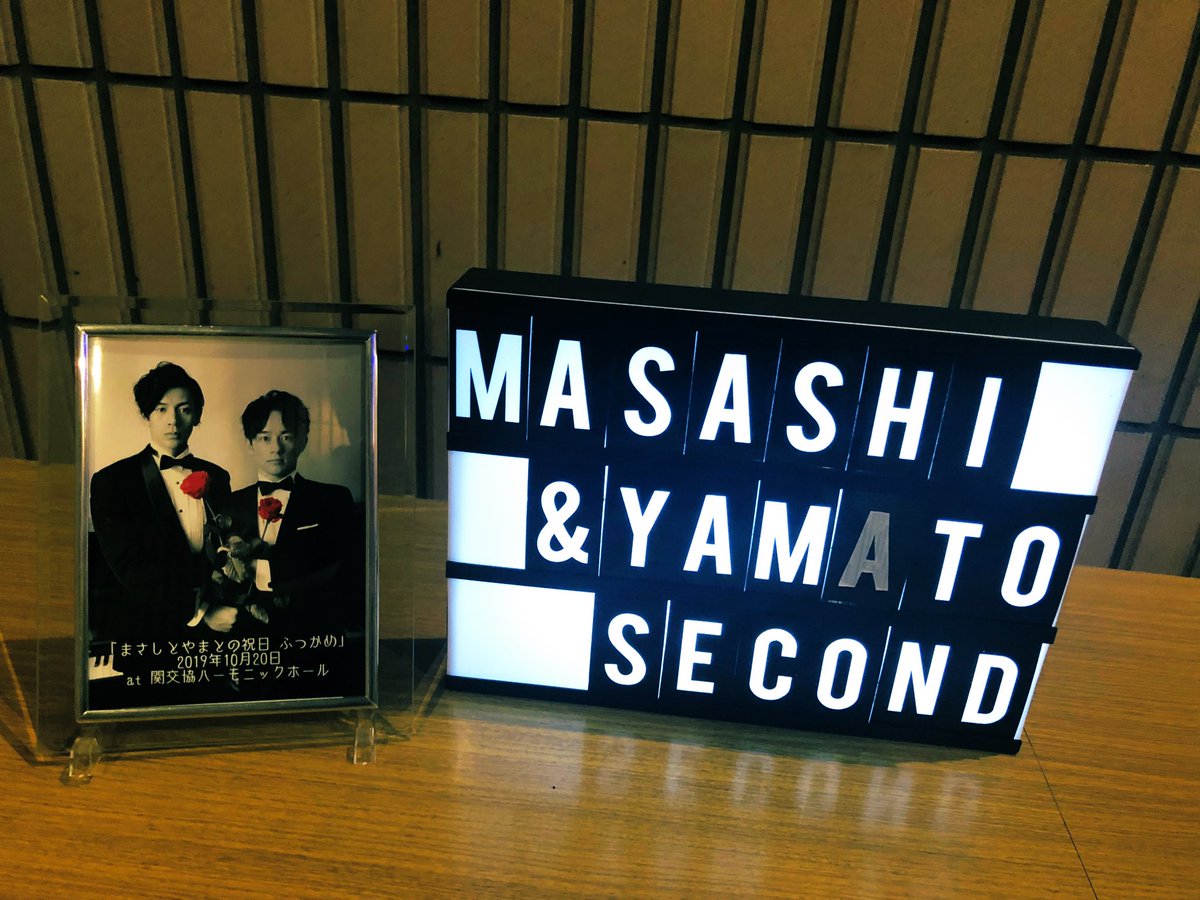 「まさしとやまとの祝日 ふつかめ」
2019年10月20日
at 関交協ハーモニックホール
MASASHI
&YAMATO
SECOND